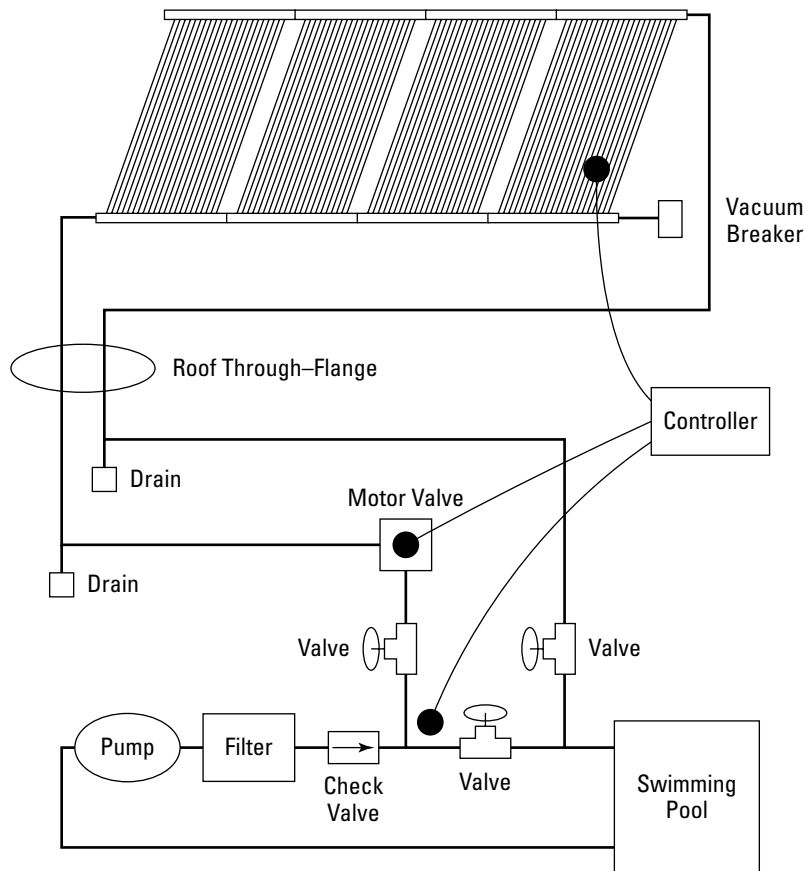 Vacuum
Breaker
Roof Through–Flange
Controller
Drain
Motor Valve
Drain
Valve
Valve
Pump
Filter
Check
Valve
Valve
Swimming
Pool